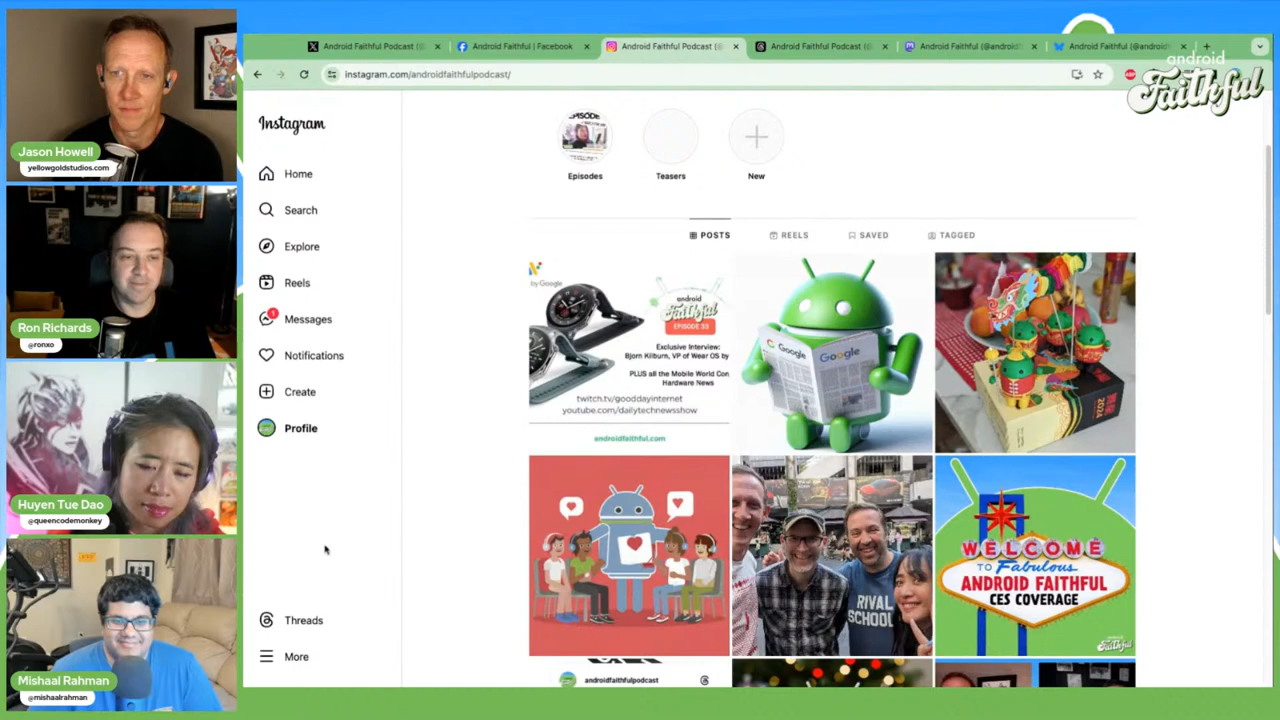 Jason Howell
yellowgoldstudios.com
Ron Richards
@ronxo
Huyen Tue Dao
@queencodemonkey
Mishaal Rahman
@mishaalrahman
Android Faithful Podcast (@
Android Faithful | Facebook
Android Faithful Podcast (@
Android Faithful Podcast (@
Android Faithful (@android
Android Faithful (@android
instagram.com/androidfaithfulpodcast/
android
Faithful
Instagram
Home
Search
Explore
Reels
1
Messages
Notifications
Create
Profile
Threads
More
EPISODE
Episodes
Teasers
New
POSTS
REELS
SAVED
TAGGED
by Google
android
Faithful
EPISODE 33
Exclusive Interview:
Bjorn Kilburn, VP of Wear OS by
PLUS all the Mobile World Con
Hardware News
twitch.tv/gooddayinternet
youtube.com/dailytechnewsshow
androidfaithful.com
Google
Google
2024
RIVAL
SCHOOL
WELCOME
TO Fabulous
ANDROID FAITHFUL
CES COVERAGE
Faithful
androidfaithfulpodcast